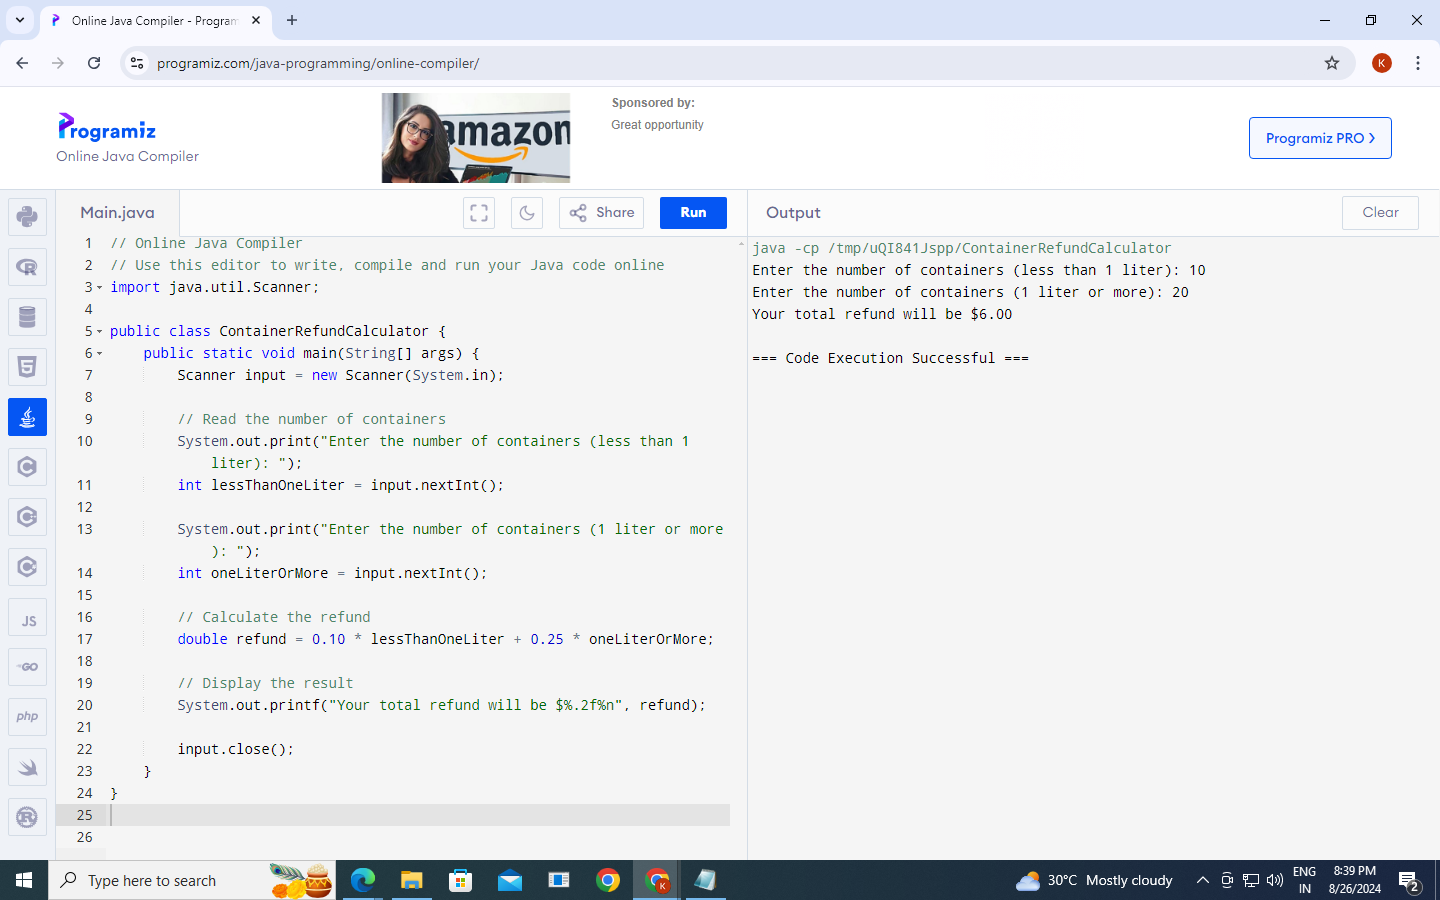 Online Java Compiler - Program
programiz.com/java-programming/online-compiler/
K
Programiz
Online Java Compiler
amazon
Sponsored by:
Great opportunity
Programiz PRO >
Main.java
Share
Run
Output
Clear
1 // Online Java Compiler
2 // Use this editor to write, compile and run your Java code online
3 import java.util.Scanner;
4
5 public class ContainerRefundCalculator {
6 public static void main(String[] args) {
7 Scanner input = new Scanner(System.in);
8
9 // Read the number of containers
10 System.out.print("Enter the number of containers (less than 1
liter): ");
11 int lessThanOneLiter = input.nextInt();
12
13 System.out.print("Enter the number of containers (1 liter or more
): ");
14 int oneLiterOrMore = input.nextInt();
15
16 // Calculate the refund
17 double refund = 0.10 * lessThanOneLiter + 0.25 * oneLiterOrMore;
18
19 // Display the result
20 System.out.printf("Your total refund will be $%.2f%n", refund);
21
22 input.close();
23 }
24 }
25
26
java -cp /tmp/uQI841Jspp/ContainerRefundCalculator
Enter the number of containers (less than 1 liter): 10
Enter the number of containers (1 liter or more): 20
Your total refund will be $6.00
=== Code Execution Successful ===
R
5
C
C
C
JS
GO
php
R
Type here to search
K
30°C Mostly cloudy
ENG
IN
8:39 PM
8/26/2024
2